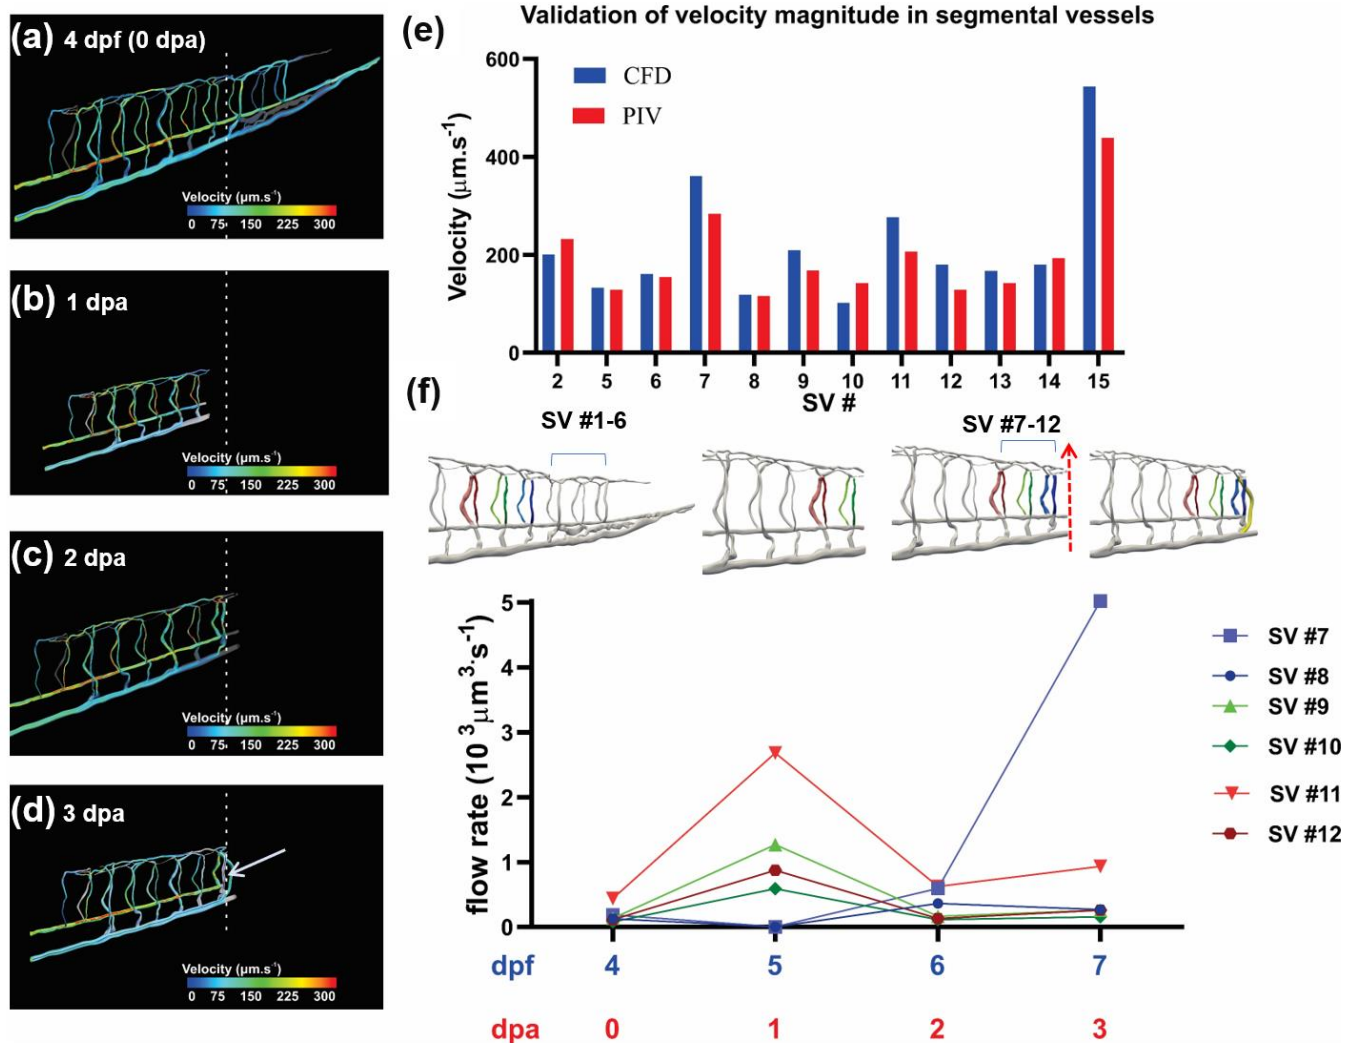 (a) 4 dpf (0 dpa)
Velocity (µm.s⁻¹)
0 75 150 225 300
(b) 1 dpa
Velocity (µm.s⁻¹)
0 75 150 225 300
(c) 2 dpa
Velocity (µm.s⁻¹)
0 75 150 225 300
(d) 3 dpa
Velocity (µm.s⁻¹)
0 75 150 225 300
(e)
Validation of velocity magnitude in segmental vessels
Velocity (µm.s⁻¹)
600
400
200
0
CFD
PIV
2 5 6 7 8 9 10 11 12 13 14 15
SV #
(f)
SV #1-6
SV #7-12
flow rate (10³µm³·s⁻¹)
5
4
3
2
1
0
SV #7
SV #8
SV #9
SV #10
SV #11
SV #12
dpf 4 5 6 7
dpa 0 1 2 3